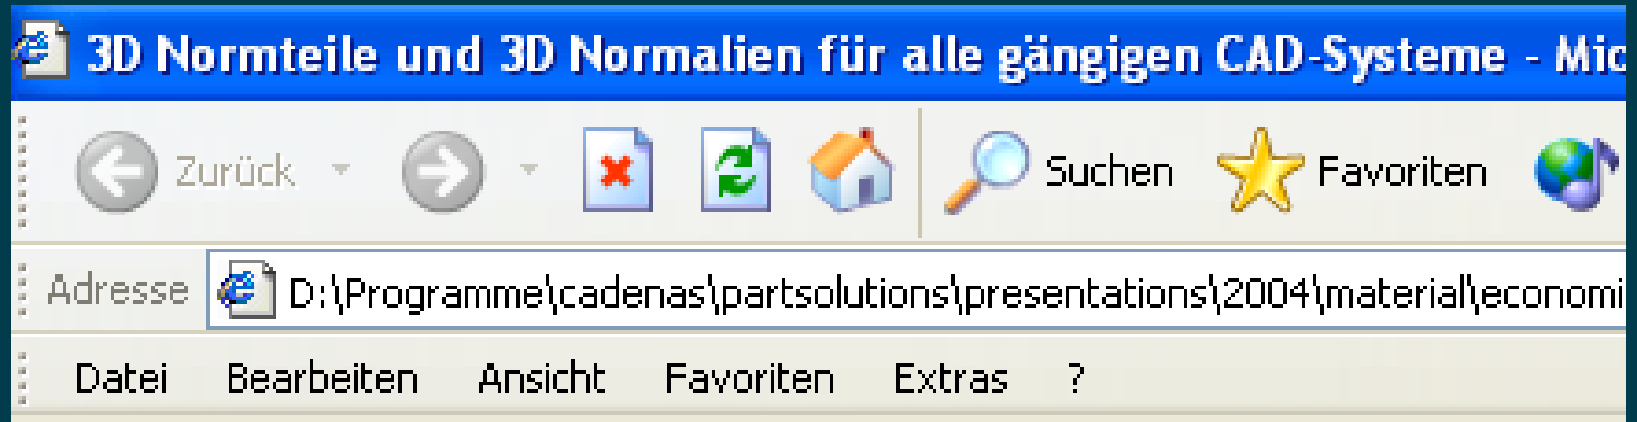 3D Normteile und 3D Normalien für alle gängigen CAD-Systeme - Mic
Zurück Suchen Favoriten
Adresse D:\Programme\cadenas\partsolutions\presentations\2004\material\economi
Datei Bearbeiten Ansicht Favoriten Extras ?